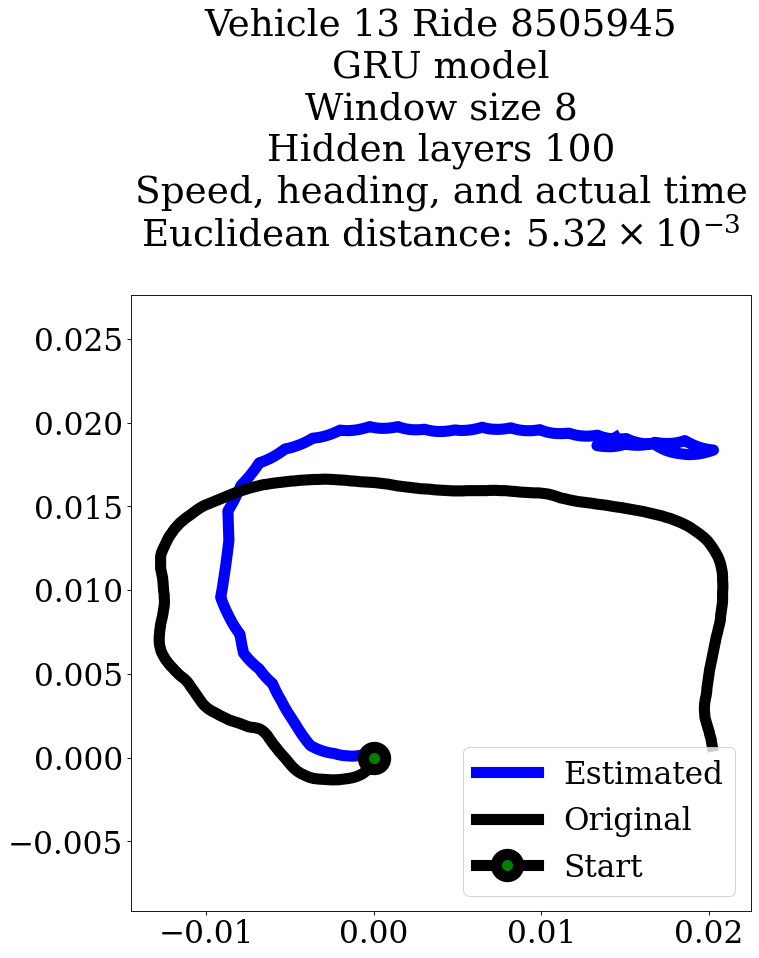 Vehicle 13 Ride 8505945
GRU model
Window size 8
Hidden layers 100
Speed, heading, and actual time
Euclidean distance: 5.32 × 10⁻³
0.025
0.020
0.015
0.010
0.005
0.000
−0.005
Estimated
Original
Start
−0.01
0.00
0.01
0.02